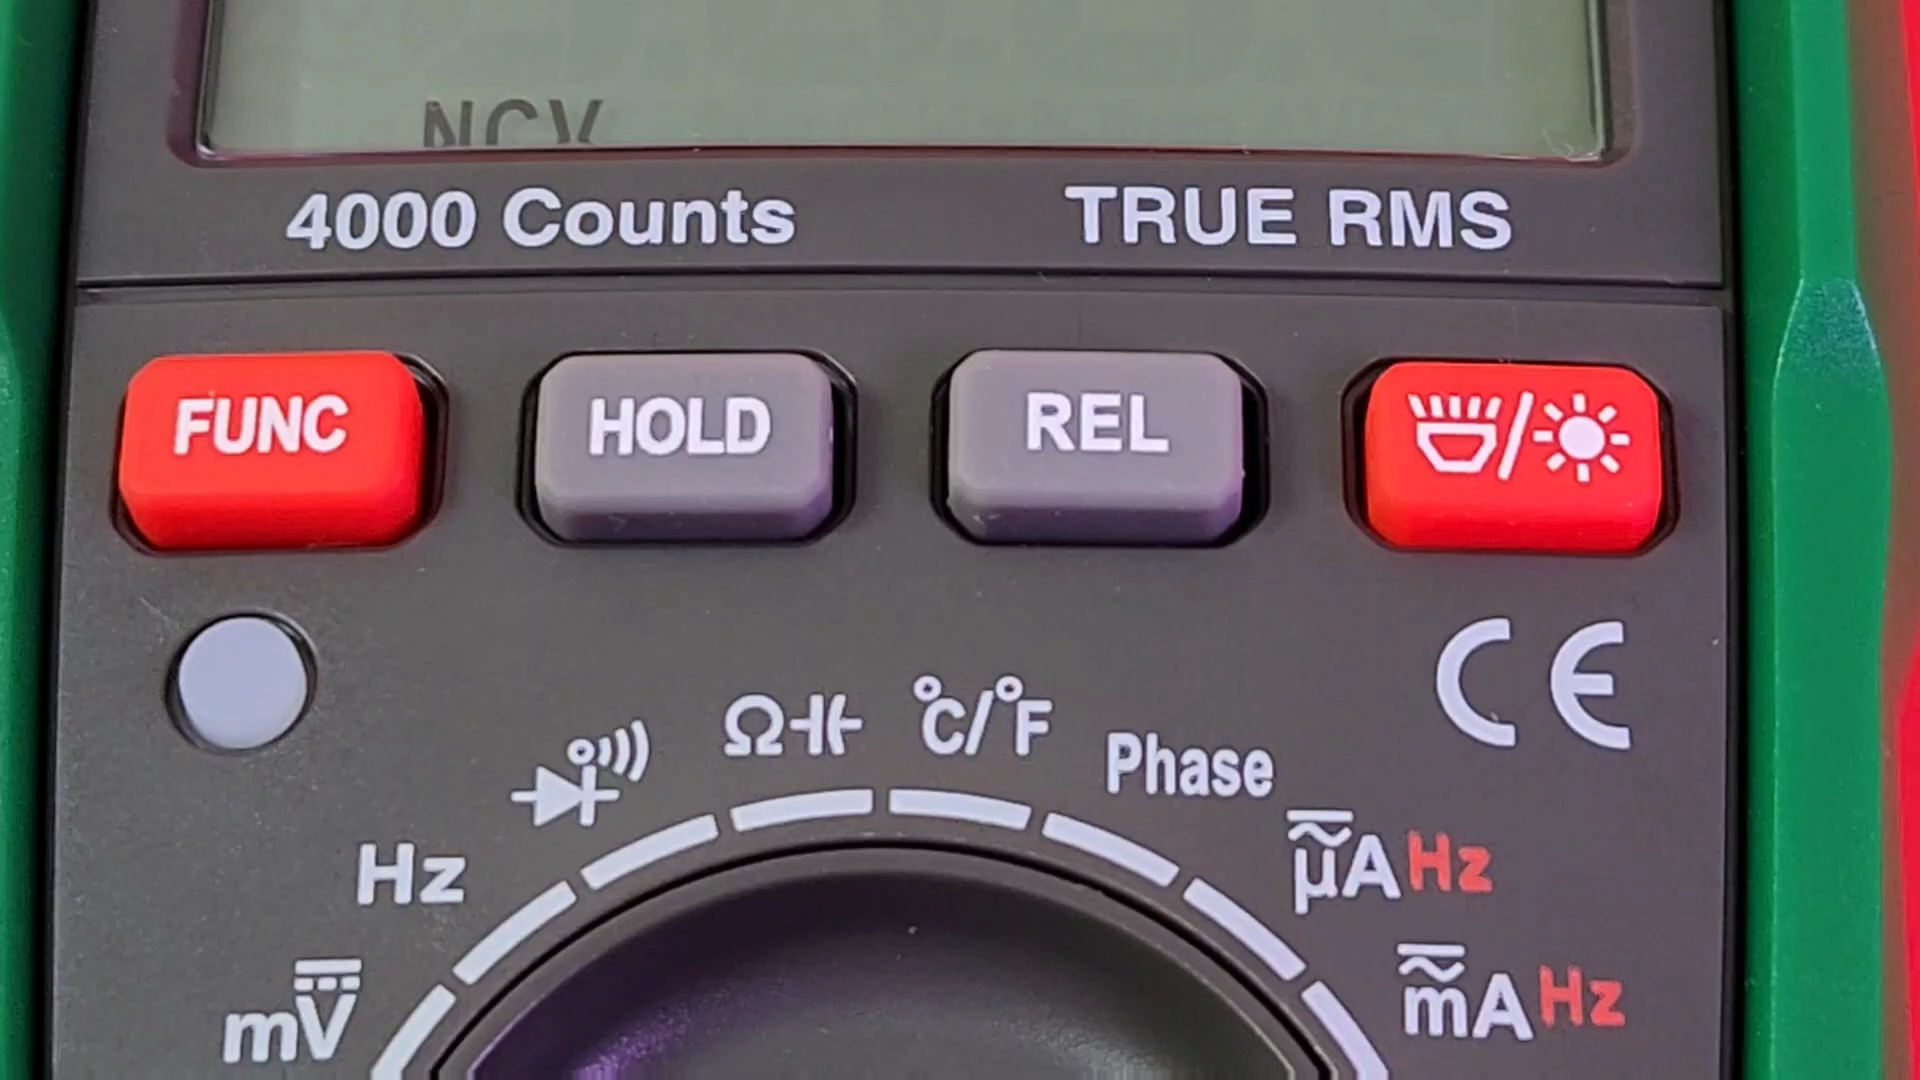 NCV
4000 Counts TRUE RMS
FUNC HOLD REL
CE
Ω °C/°F Phase
Hz μA Hz
mV mA Hz